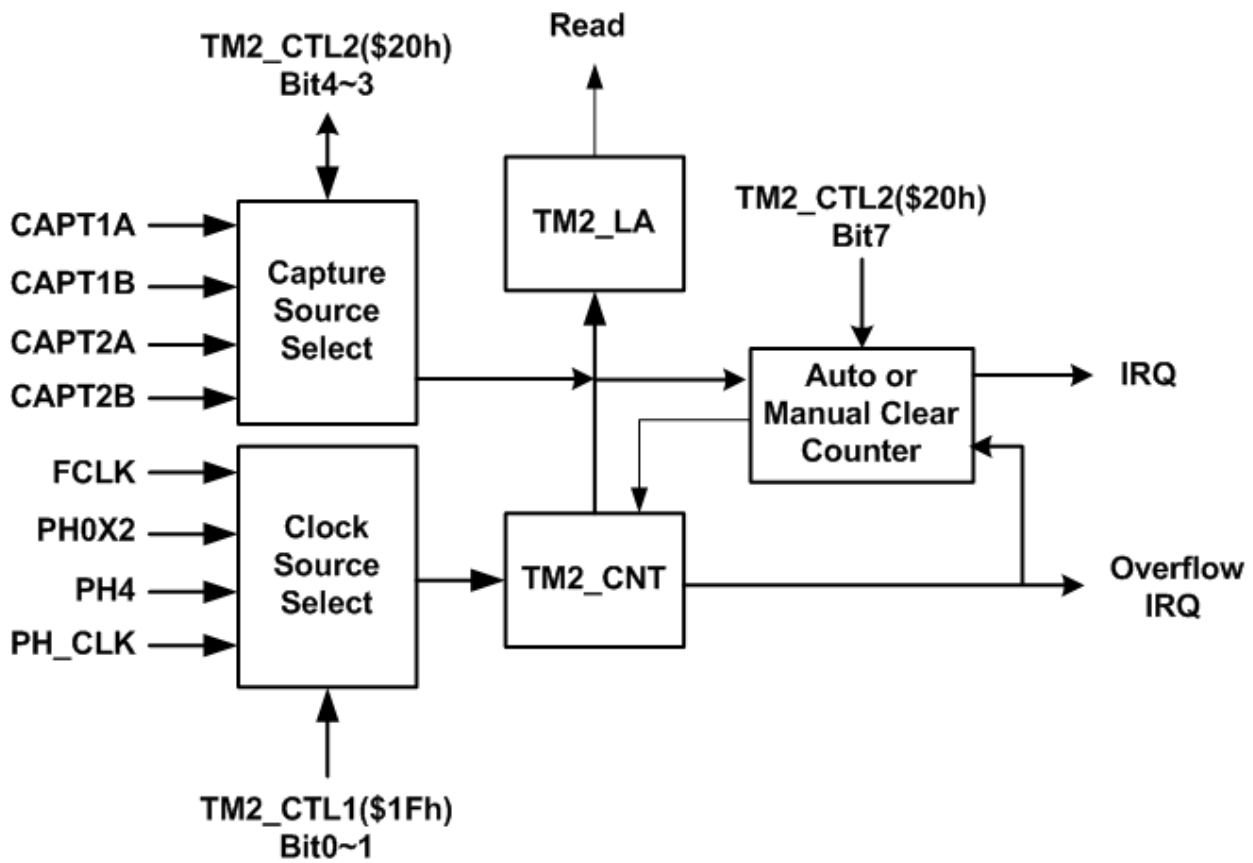 Read
TM2_CTL2($20h)
Bit4~3
TM2_LA
TM2_CTL2($20h)
Bit7
CAPT1A
CAPT1B
CAPT2A
CAPT2B
Capture
Source
Select
Auto or
Manual Clear
Counter
IRQ
FCLK
PH0X2
PH4
PH_CLK
Clock
Source
Select
TM2_CNT
Overflow
IRQ
TM2_CTL1($1Fh)
Bit0~1